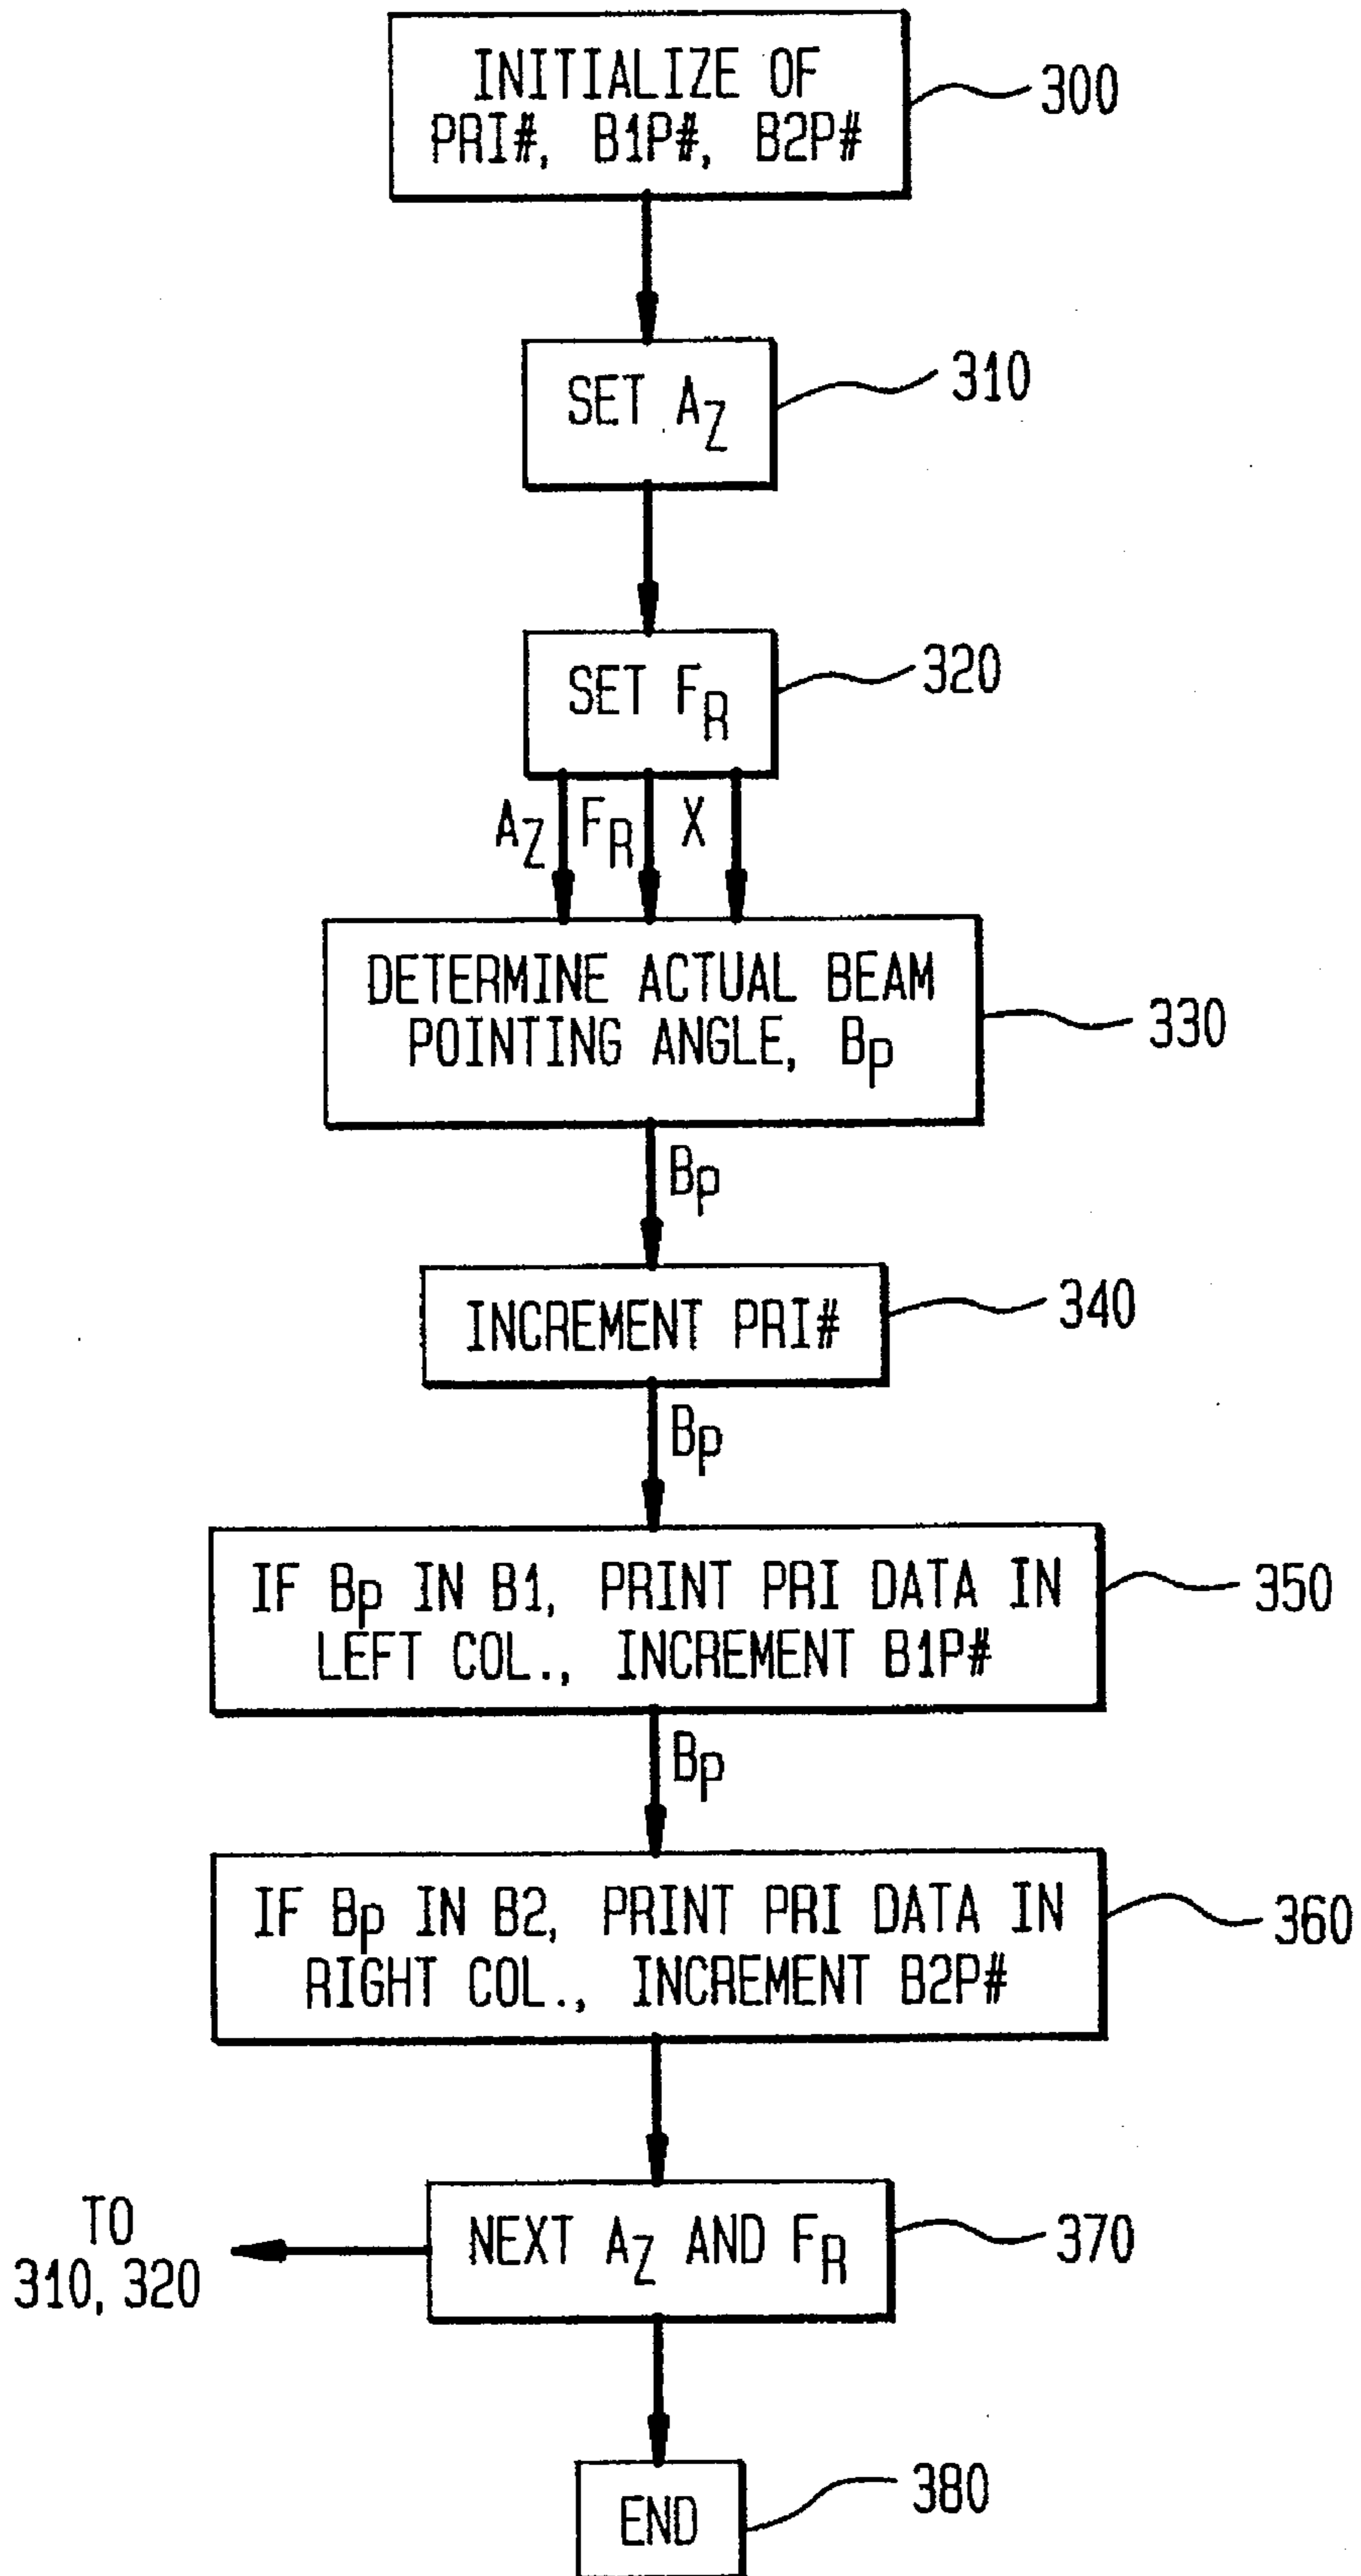 INITIALIZE OF
PRI#, B1P#, B2P#
300
SET AZ
310
SET FR
320
AZ FR X
DETERMINE ACTUAL BEAM
POINTING ANGLE, Bp
330
Bp
INCREMENT PRI#
340
Bp
IF Bp IN B1, PRINT PRI DATA IN
LEFT COL., INCREMENT B1P#
350
Bp
IF Bp IN B2, PRINT PRI DATA IN
RIGHT COL., INCREMENT B2P#
360
NEXT AZ AND FR
370
TO
310, 320
END
380